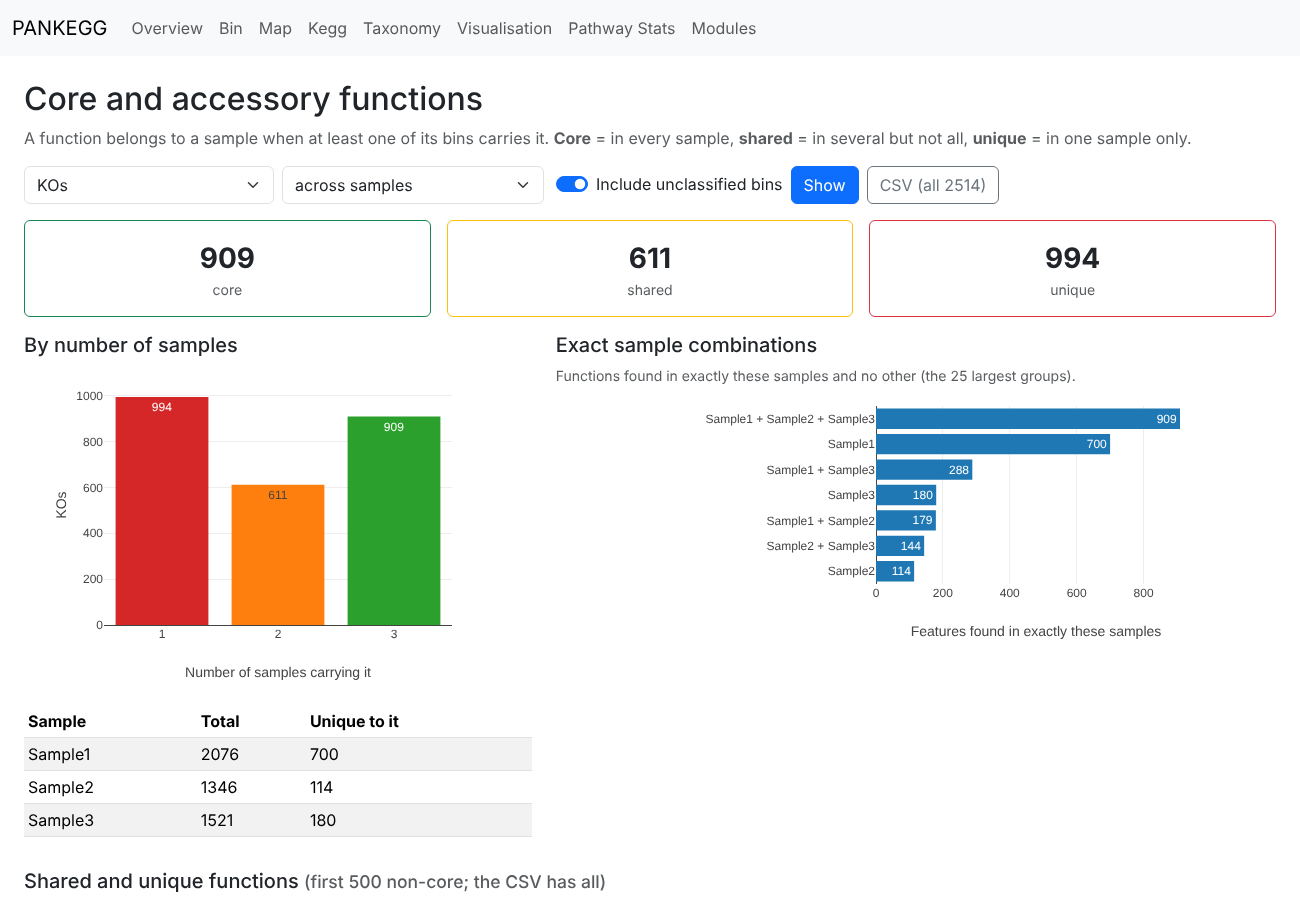 PANKEGG Overview Bin Map Kegg Taxonomy Visualisation Pathway Stats Modules
Core and accessory functions
A function belongs to a sample when at least one of its bins carries it. Core = in every sample, shared = in several but not all, unique = in one sample only.
KOs across samples Include unclassified bins Show CSV (all 2514)
909
core
611
shared
994
unique
By number of samples
1000
800
600
400
200
0
KOs
994
611
909
1 2 3
Number of samples carrying it
Exact sample combinations
Functions found in exactly these samples and no other (the 25 largest groups).
Sample1 + Sample2 + Sample3 909
Sample1 700
Sample1 + Sample3 288
Sample3 180
Sample1 + Sample2 179
Sample2 + Sample3 144
Sample2 114
0 200 400 600 800
Features found in exactly these samples
Sample Total Unique to it
Sample1 2076 700
Sample2 1346 114
Sample3 1521 180
Shared and unique functions (first 500 non-core; the CSV has all)